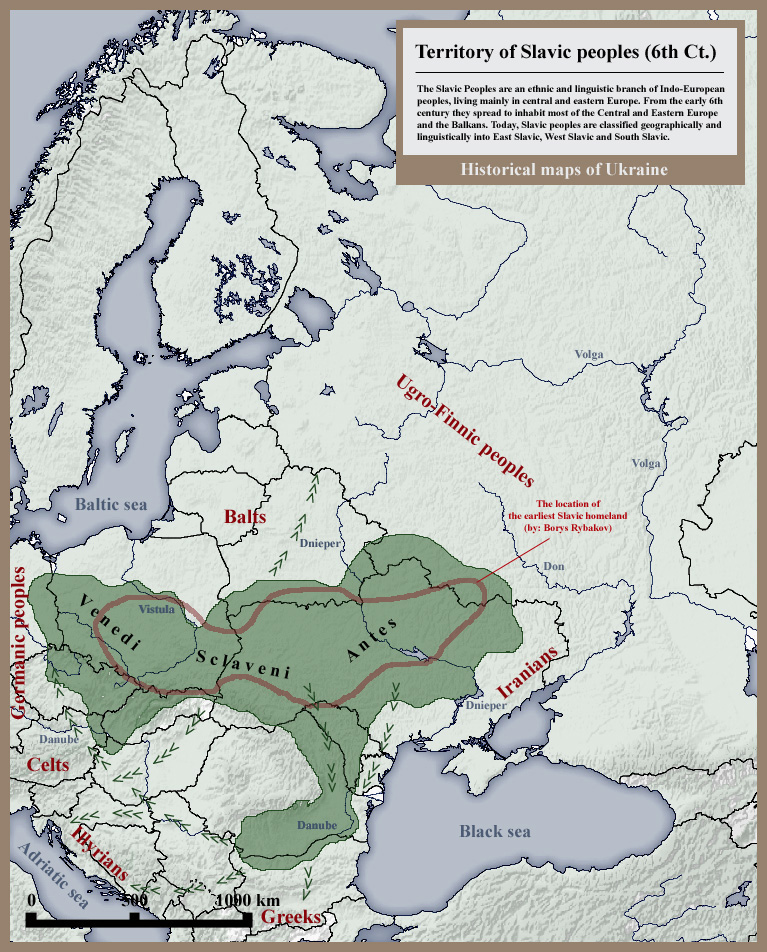 Territory of Slavic peoples (6th Ct.)
The Slavic Peoples are an ethnic and linguistic branch of Indo-European
peoples, living mainly in central and eastern Europe. From the early 6th
century they spread to inhabit most of the Central and Eastern Europe
and the Balkans. Today, Slavic peoples are classified geographically and
linguistically into East Slavic, West Slavic and South Slavic.
Historical maps of Ukraine
Volga
Ugro-Finnic peoples
Volga
Baltic sea
Balts
The location of
the earliest Slavic homeland
(by: Borys Rybakov)
Dnieper
Don
Germanic peoples
Venedi
Vistula
Sclaveni
Antes
Iranians
Dnieper
Danube
Celts
Danube
Black sea
Illyrians
Adriatic sea
0 500 1000 km
Greeks